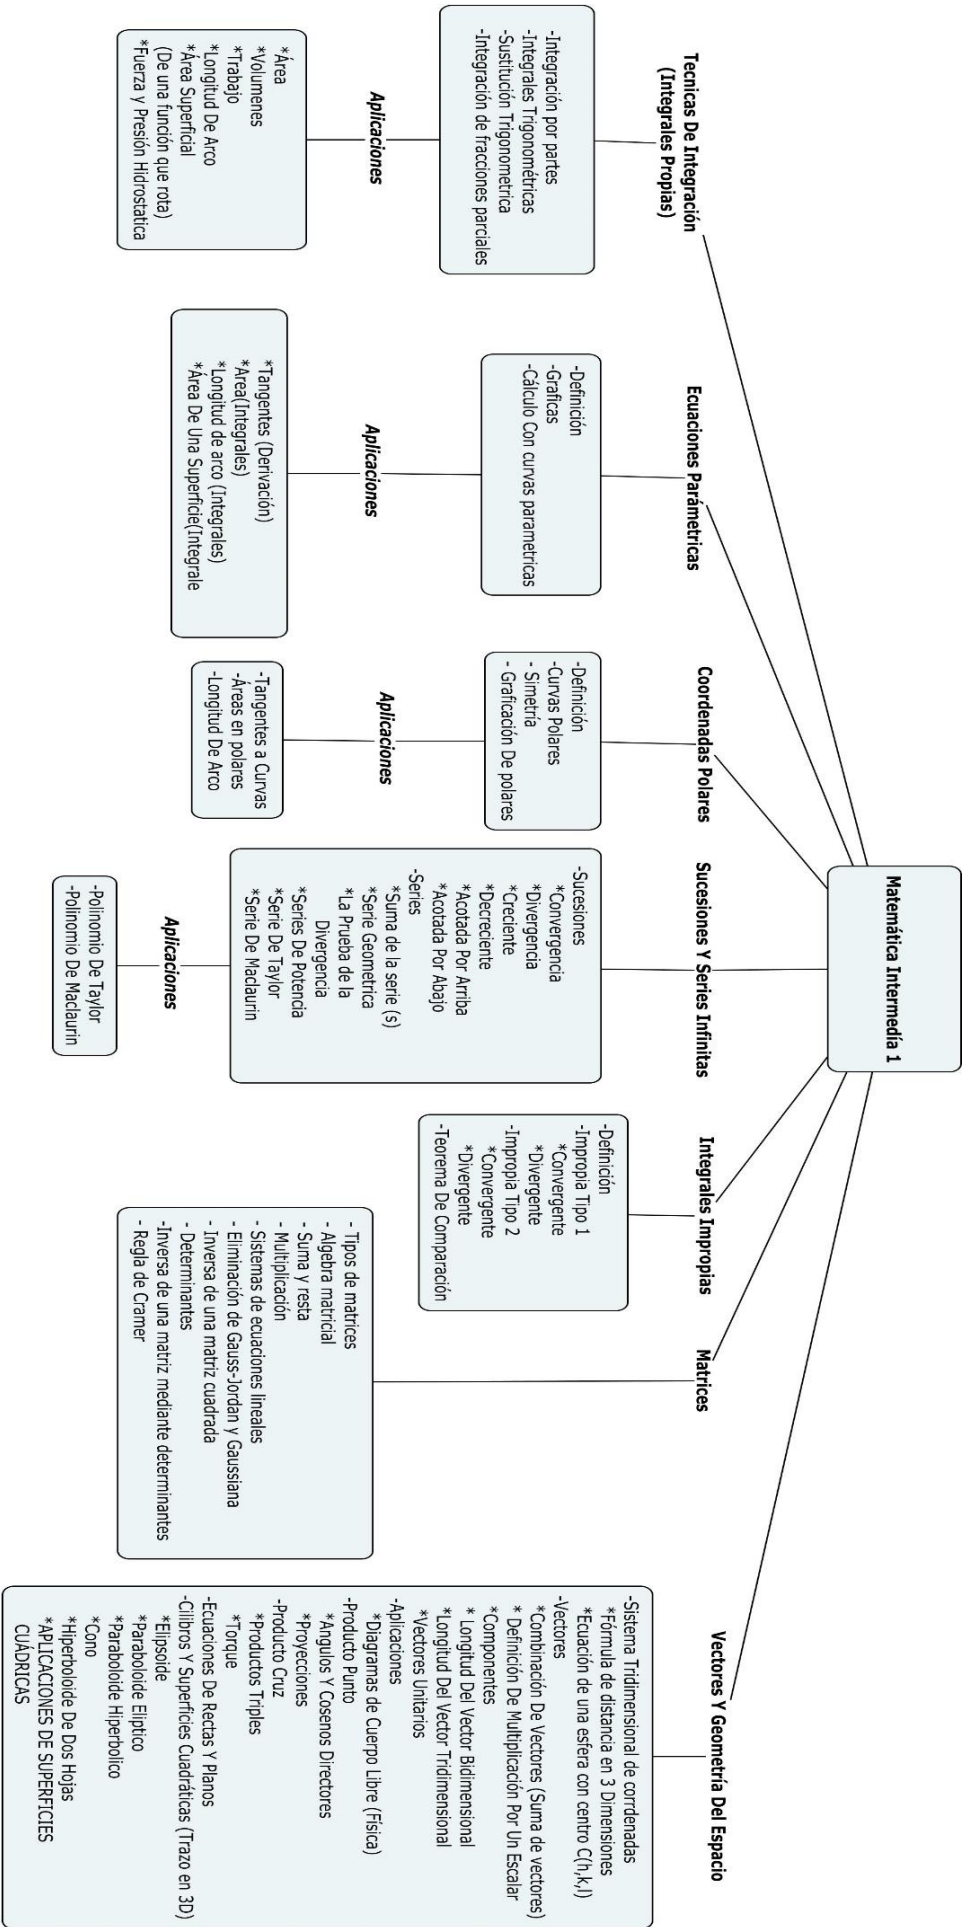 Matemática Intermedía 1
Tecnicas De Integración
(Integrales Propias)
-Integración por partes
-Integrales Trigonométricas
-Sustitución Trigonometrica
-Integración de fracciones parciales
Aplicaciones
*Área
*Volumenes
*Trabajo
*Longitud De Arco
*Área Superficial
(De una función que rota)
*Fuerza y Presión Hidrostatica
Ecuaciones Parámetricas
-Definición
-Graficas
-Cálculo Con curvas parametricas
Aplicaciones
*Tangentes (Derivación)
*Area(Integrales)
*Longitud de arco (Integrales)
*Área De Una Superficie(Integrale
Coordenadas Polares
-Definición
-Curvas Polares
- Simetría
- Graficación De polares
Aplicaciones
-Tangentes a Curvas
-Áreas en polares
-Longitud De Arco
Sucesiones Y Series Infinitas
-Sucesiones
*Convergencia
*Divergencia
*Creciente
*Decreciente
*Acotada Por Arriba
*Acotada Por Abajo
-Series
*Suma de la serie (s)
*Serie Geometrica
*La Prueba de la
Divergencia
*Series De Potencia
*Serie De Taylor
*Serie De Maclaurin
Aplicaciones
-Polinomio De Taylor
-Polinomio De Maclaurin
Integrales Impropias
-Definición
-Impropia Tipo 1
*Convergente
*Divergente
-Impropia Tipo 2
*Convergente
*Divergente
-Teorema De Comparación
Matrices
- Tipos de matrices
- Algebra matricial
- Suma y resta
- Multiplicación
- Sistemas de ecuaciones lineales
- Eliminación de Gauss-Jordan y Gaussiana
- Inversa de una matriz cuadrada
- Determinantes
-Inversa de una matriz mediante determinantes
- Regla de Cramer
Vectores Y Geometría Del Espacio
-Sistema Tridimensional de corrdenadas
*Fórmula de distancia en 3 Dimensiones
*Ecuación de una esfera con centro C(h,k,l)
-Vectores
*Combinación De Vectores (Suma de vectores)
* Definición De Multiplicación Por Un Escalar
*Componentes
* Longitud Del Vector Bidimensional
*Longitud Del Vector Tridimensional
*Vectores Unitarios
-Aplicaciones
*Diagramas de Cuerpo Libre (Física)
-Producto Punto
*Angulos Y Cosenos Directores
*Proyecciones
-Producto Cruz
*Productos Triples
*Torque
-Ecuaciones De Rectas Y Planos
-Cilibros Y Superficies Cuadráticas (Trazo en 3D)
*Elipsoide
*Paraboloide Eliptico
*Paraboloide Hiperbolico
*Cono
*Hiperboloide De Dos Hojas
*APLICACIONES DE SUPERFICIES
CUÁDRICAS